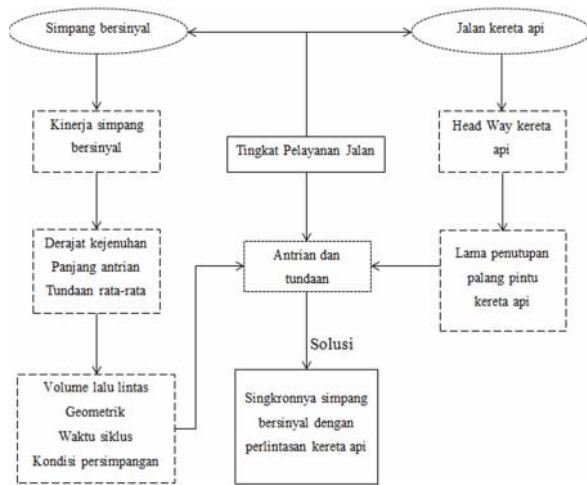 Simpang bersinyal
Jalan kereta api
Kinerja simpang
bersinyal
Tingkat Pelayanan Jalan
Head Way kereta
api
Derajat kejenuhan
Panjang antrian
Tundaan rata-rata
Antrian dan
tundaan
Lama penutupan
palang pintu
kereta api
Solusi
Volume lalu lintas
Geometrik
Waktu siklus
Kondisi persimpangan
Singkronnya simpang
bersinyal dengan
perlintasan kereta api